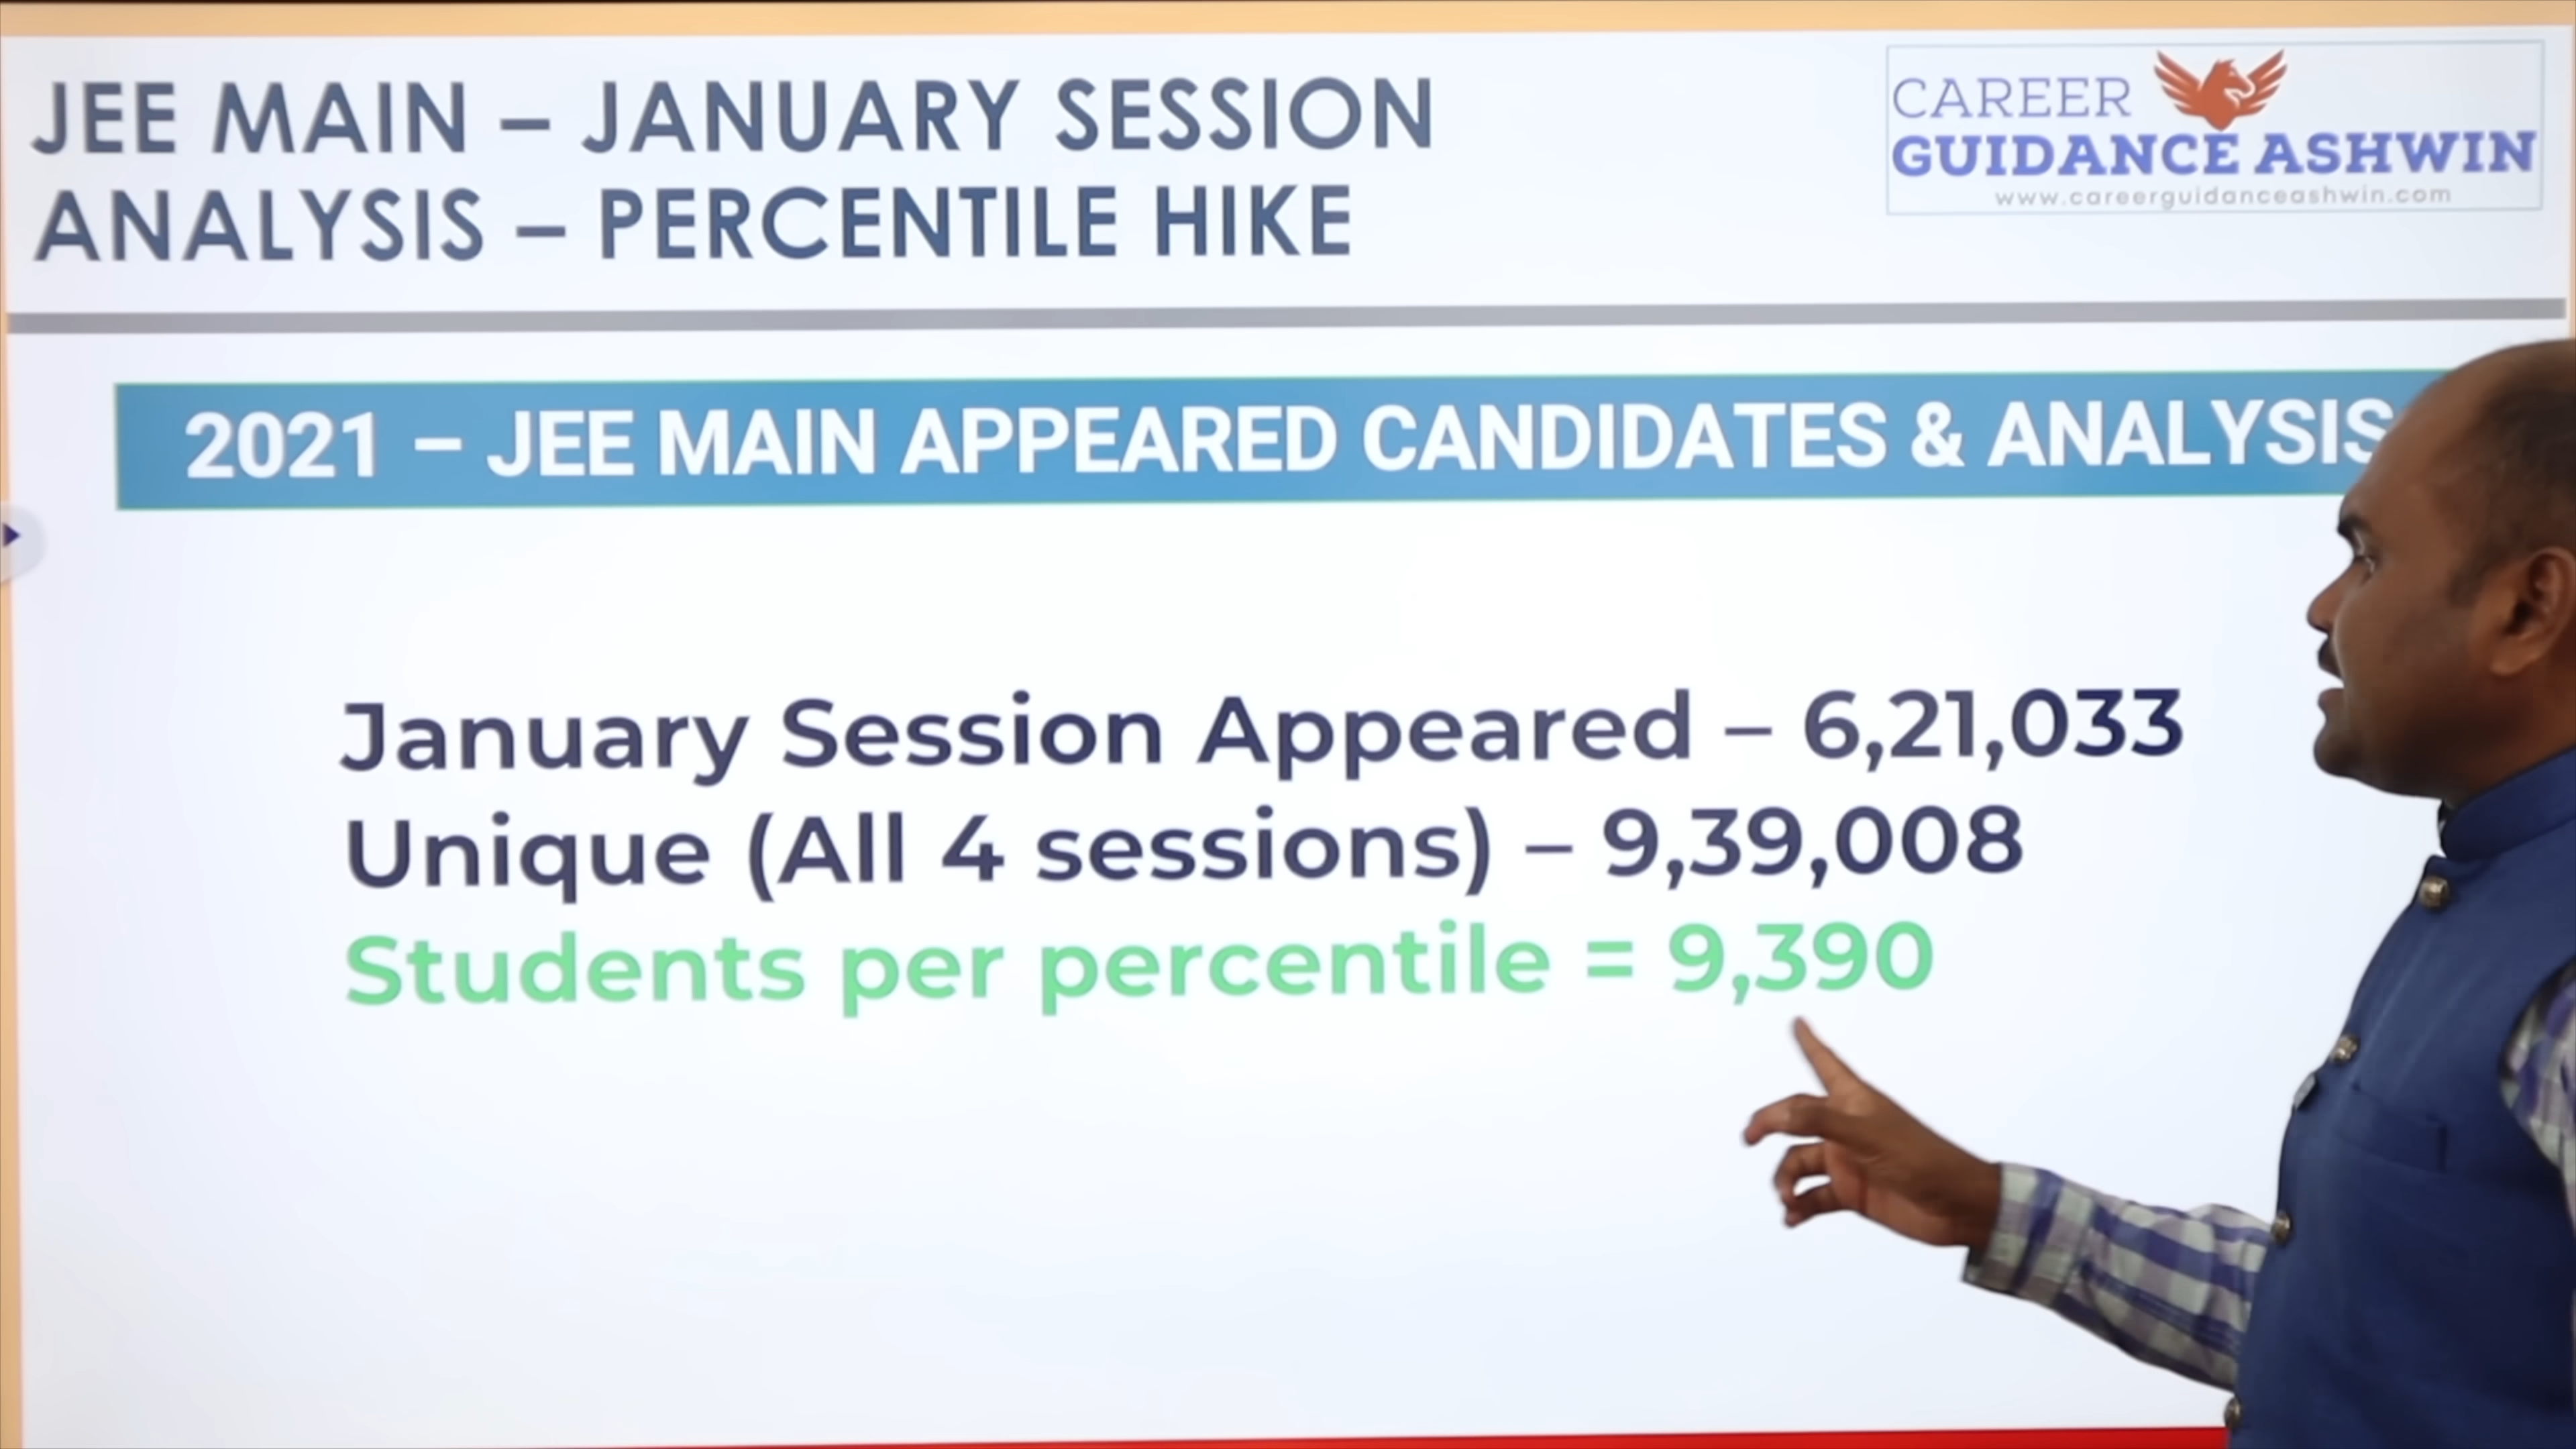 JEE MAIN – JANUARY SESSION
ANALYSIS – PERCENTILE HIKE
CAREER
GUIDANCE ASHWIN
www.careerguidanceashwin.com
2021 – JEE MAIN APPEARED CANDIDATES & ANALYSIS
January Session Appeared – 6,21,033
Unique (All 4 sessions) – 9,39,008
Students per percentile = 9,390